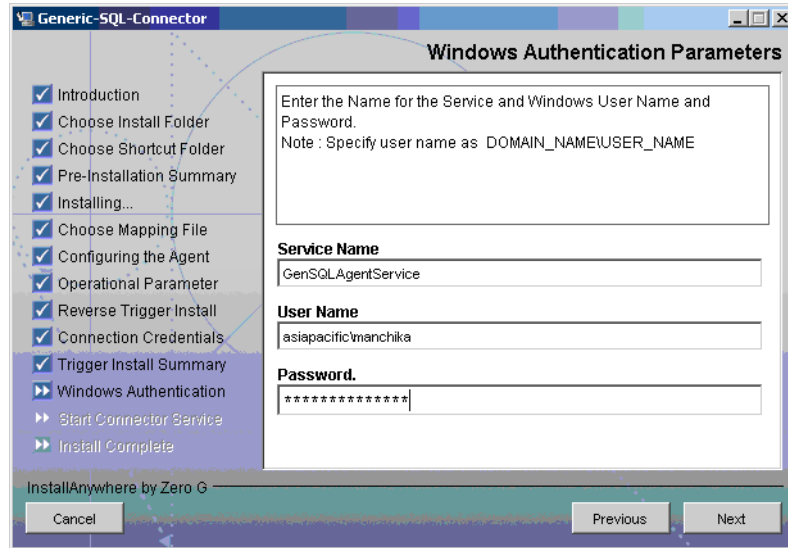 Generic-SQL-Connector
Windows Authentication Parameters
Introduction
Choose Install Folder
Choose Shortcut Folder
Pre-Installation Summary
Installing...
Choose Mapping File
Configuring the Agent
Operational Parameter
Reverse Trigger Install
Connection Credentials
Trigger Install Summary
Windows Authentication
Start Connector Service
Install Complete
Enter the Name for the Service and Windows User Name and
Password.
Note : Specify user name as DOMAIN_NAME\USER_NAME
Service Name
GenSQLAgentService
User Name
asiapacific\manchika
Password.
**************
InstallAnywhere by Zero G
Cancel
Previous
Next